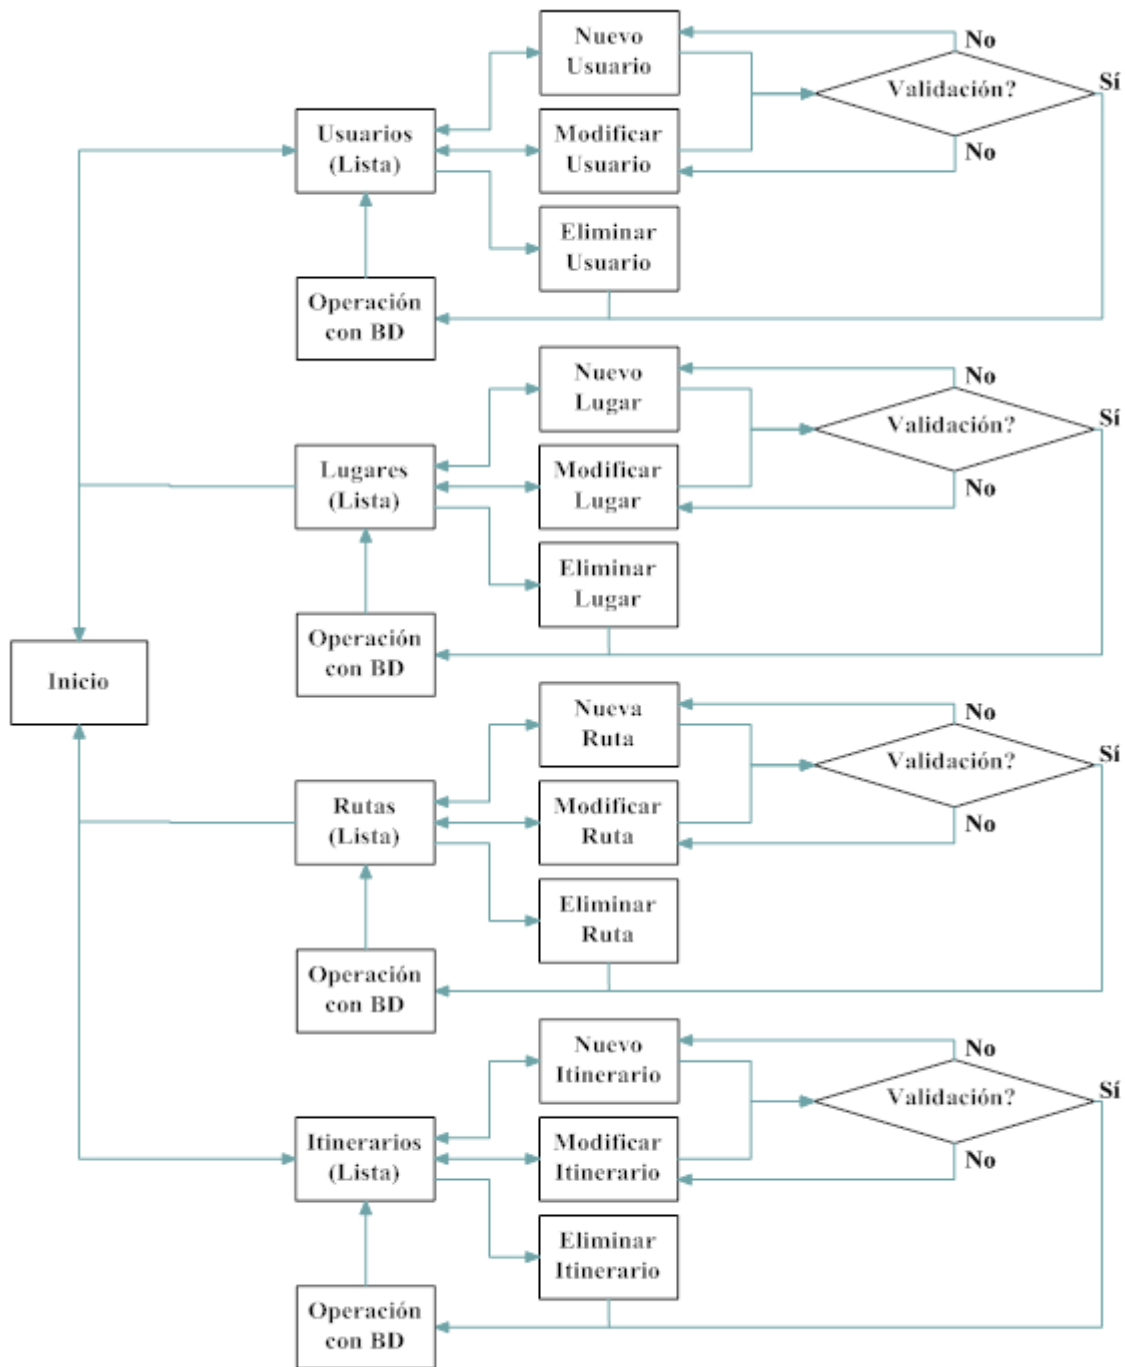 Nuevo
Usuario
No
Validación?
Sí
No
Usuarios
(Lista)
Modificar
Usuario
Eliminar
Usuario
Operación
con BD
Nuevo
Lugar
No
Validación?
Sí
No
Lugares
(Lista)
Modificar
Lugar
Eliminar
Lugar
Operación
con BD
Inicio
Nueva
Ruta
No
Validación?
Sí
No
Rutas
(Lista)
Modificar
Ruta
Eliminar
Ruta
Operación
con BD
Nuevo
Itinerario
No
Validación?
Sí
No
Itinerarios
(Lista)
Modificar
Itinerario
Eliminar
Itinerario
Operación
con BD